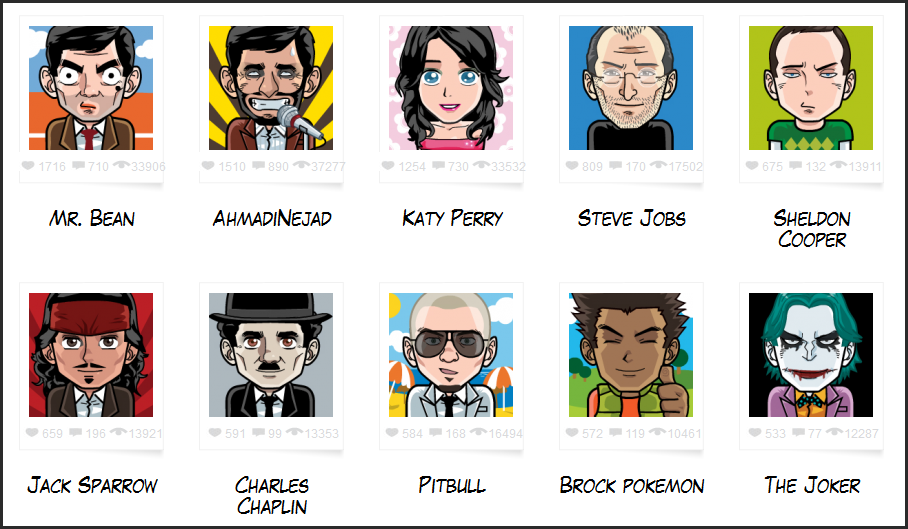 1716 710 33906
1510 890 37277
1254 730 33532
809 170 17502
675 132 13911
Mr. Bean
AhmadiNejad
Katy Perry
Steve Jobs
Sheldon
Cooper
659 196 13921
591 99 13353
584 168 16494
572 119 10461
533 77 12287
Jack Sparrow
Charles
Chaplin
Pitbull
Brock pokemon
The Joker